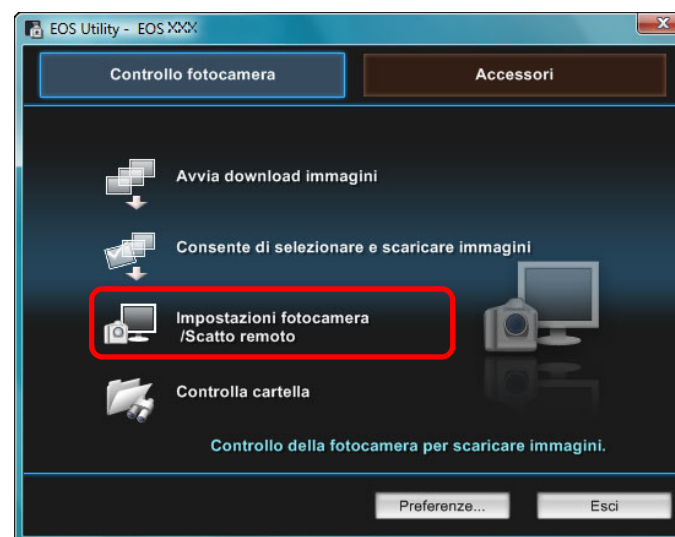 EOS Utility - EOS XXX
Controllo fotocamera
Accessori
Avvia download immagini
Consente di selezionare e scaricare immagini
Impostazioni fotocamera
/Scatto remoto
Controlla cartella
Controllo della fotocamera per scaricare immagini.
Preferenze...
Esci